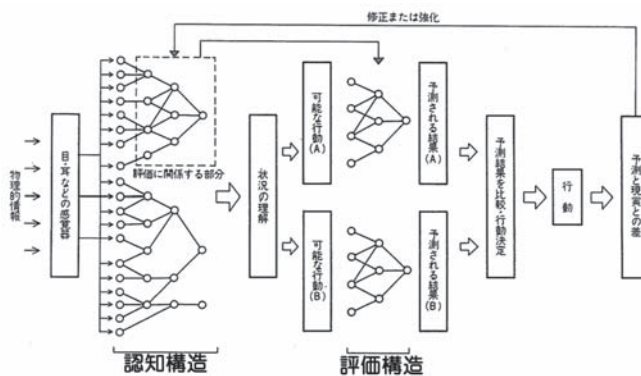 修正または強化
物理的情報
目・耳などの感覚器
評価に関係する部分
状況の理解
可能な行動(A)
可能な行動(B)
予測される結果(A)
予測される結果(B)
予測結果を比較・行動決定
行動
予測と現実との差
認知構造
評価構造